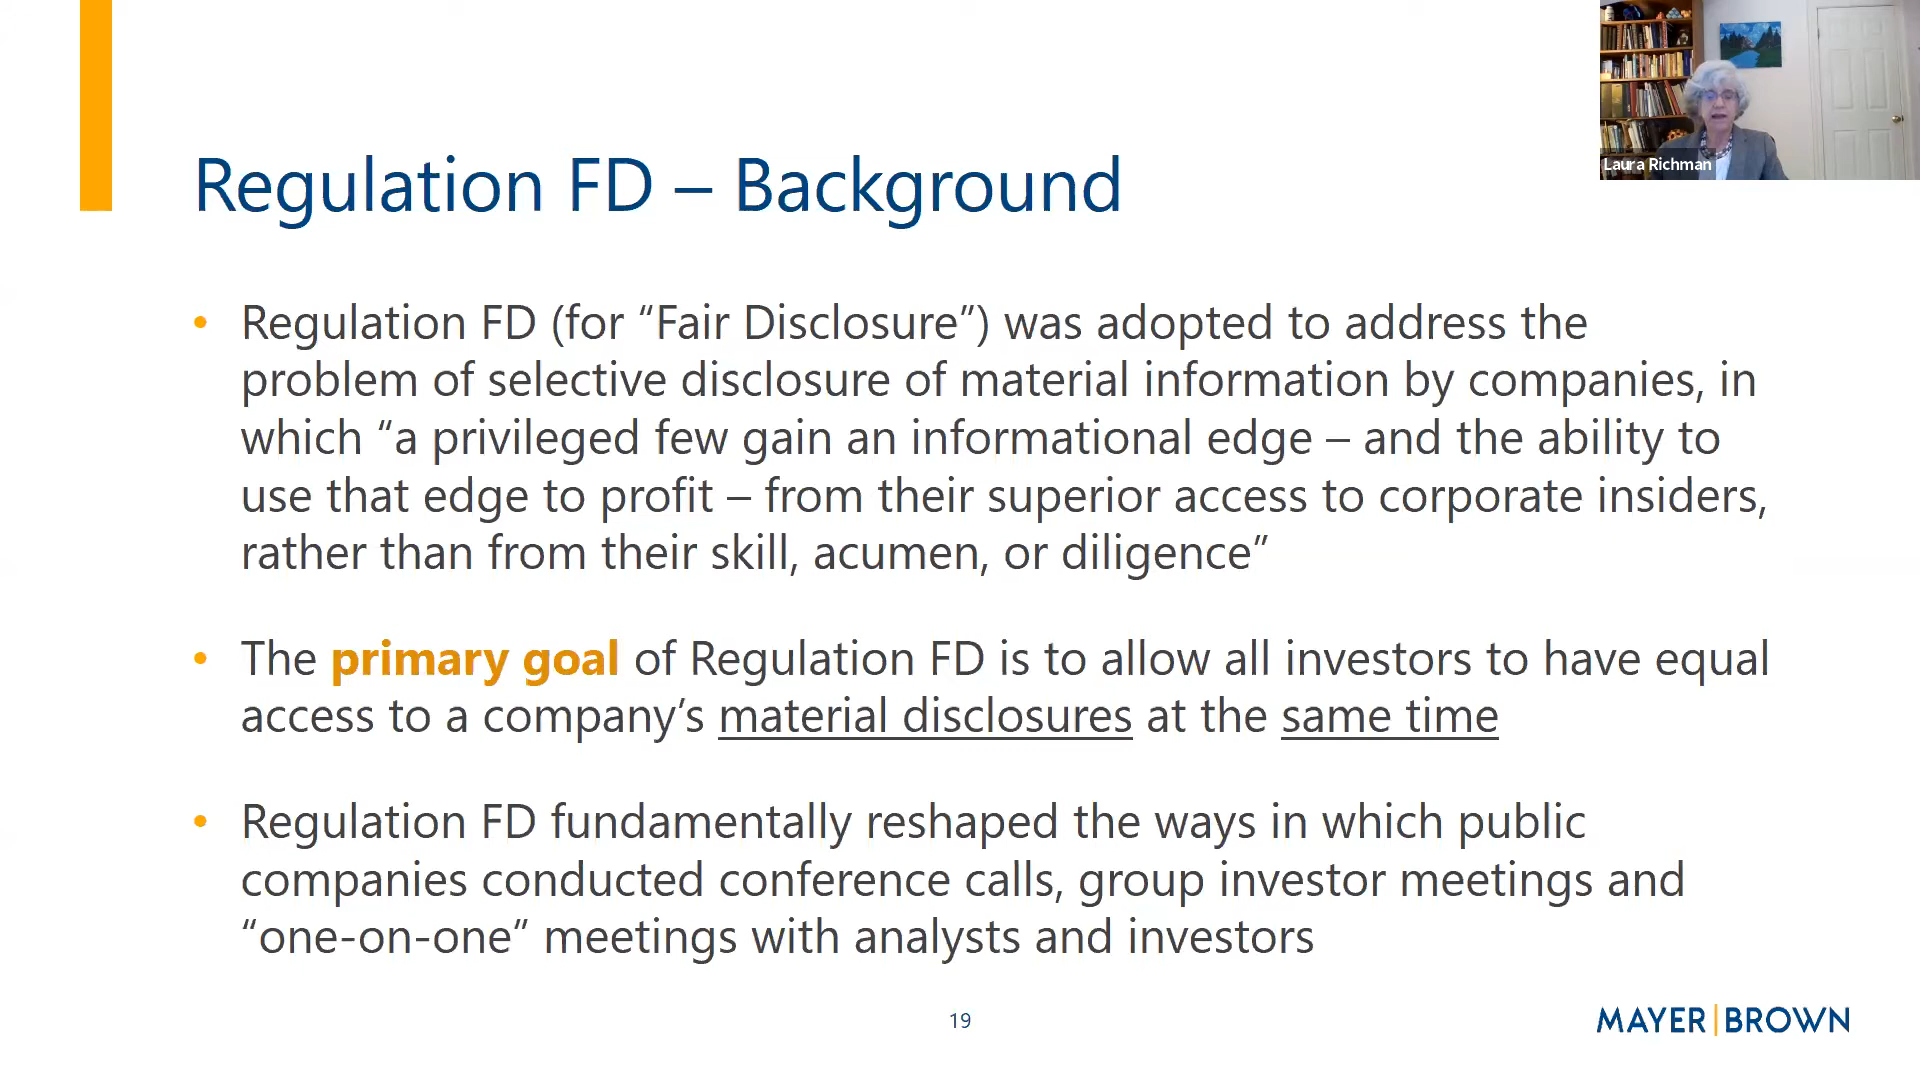 Laura Richman
Regulation FD – Background
• Regulation FD (for “Fair Disclosure”) was adopted to address the
problem of selective disclosure of material information by companies, in
which “a privileged few gain an informational edge – and the ability to
use that edge to profit – from their superior access to corporate insiders,
rather than from their skill, acumen, or diligence”
• The primary goal of Regulation FD is to allow all investors to have equal
access to a company’s material disclosures at the same time
• Regulation FD fundamentally reshaped the ways in which public
companies conducted conference calls, group investor meetings and
“one-on-one” meetings with analysts and investors
19
MAYER|BROWN